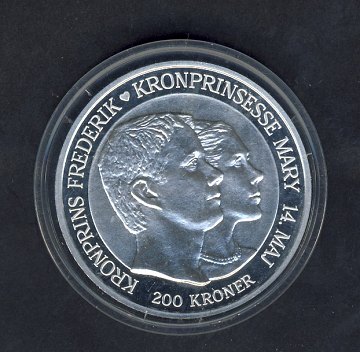 KRONPRINS FREDERIK ♥ KRONPRINSESSE MARY 14. MAJ
200 KRONER